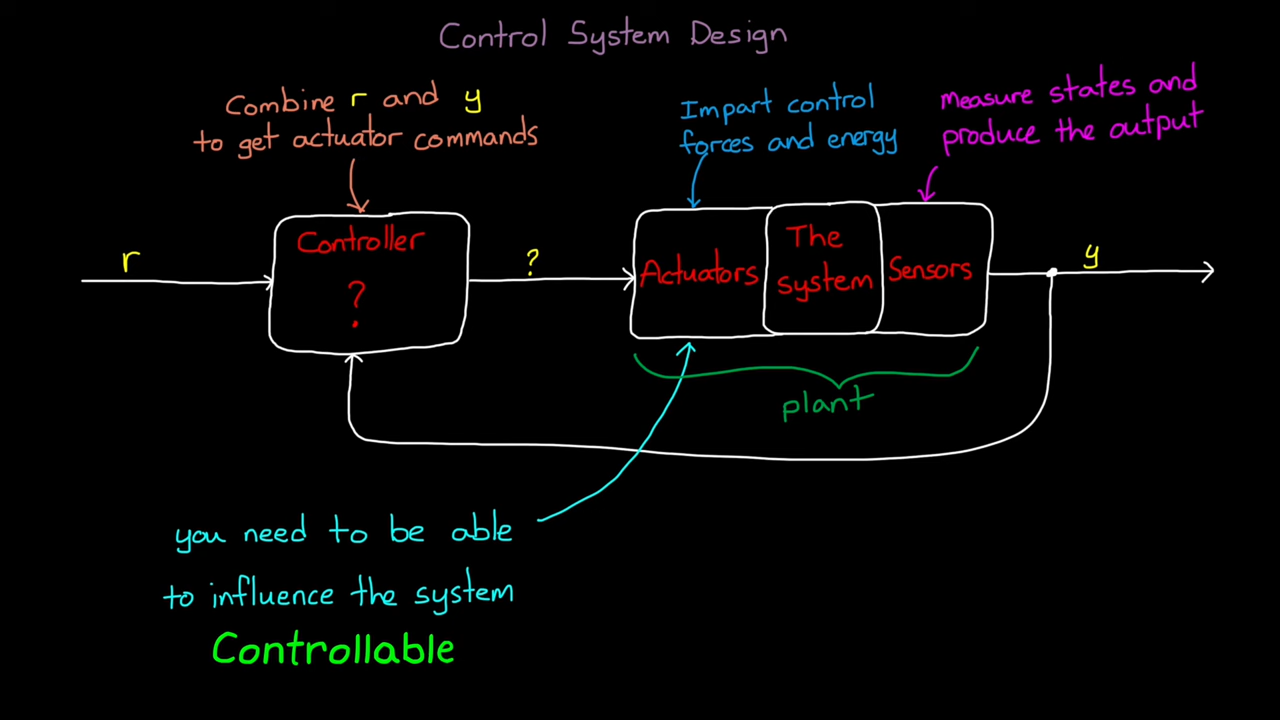 Control System Design
Combine r and y
to get actuator commands
Impart control
forces and energy
measure states and
produce the output
r
Controller
?
?
Actuators
The
system
Sensors
y
plant
you need to be able
to influence the system
Controllable